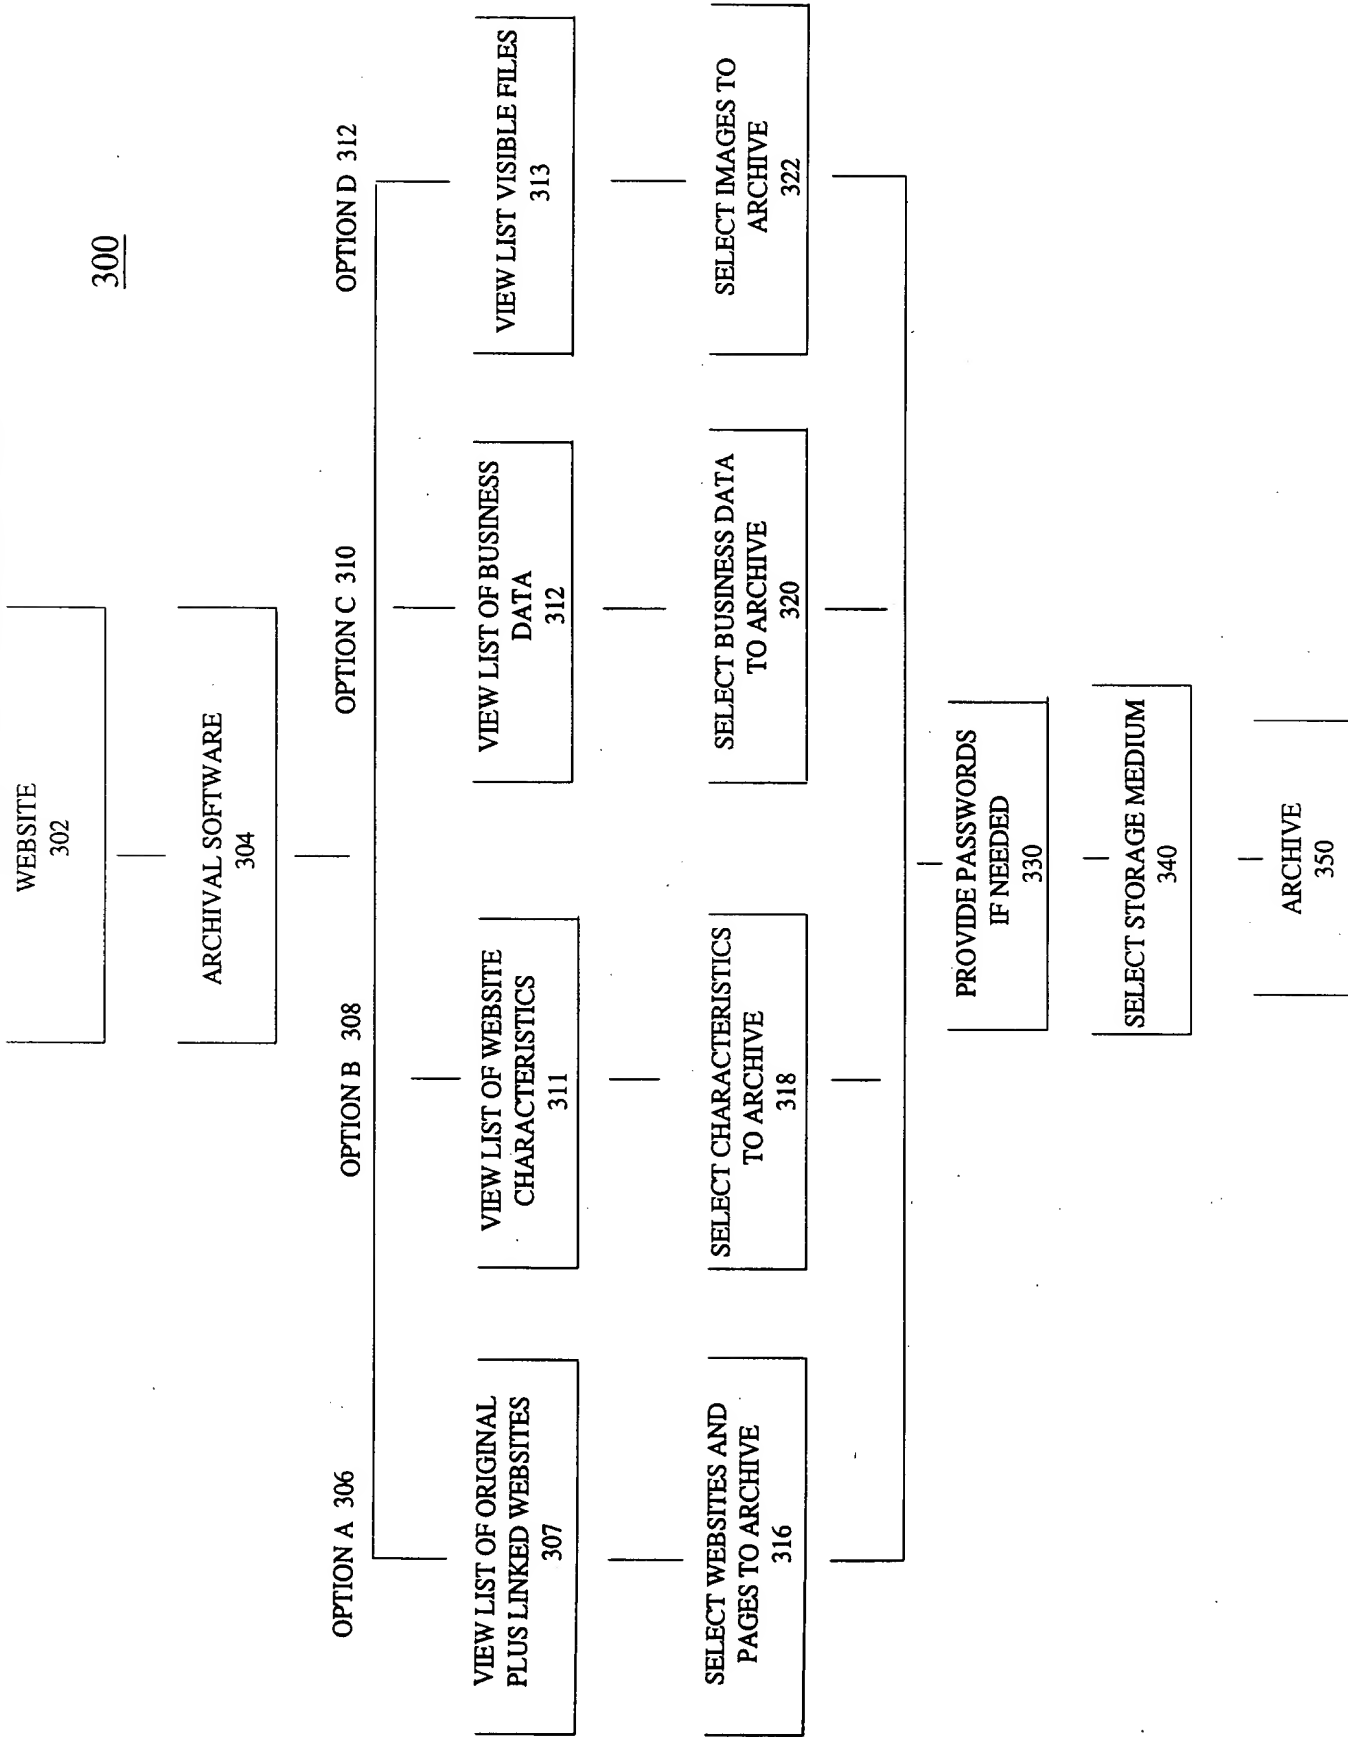 300
WEBSITE
302
ARCHIVAL SOFTWARE
304
OPTION A 306
OPTION B 308
OPTION C 310
OPTION D 312
VIEW LIST OF ORIGINAL
PLUS LINKED WEBSITES
307
VIEW LIST OF WEBSITE
CHARACTERISTICS
311
VIEW LIST OF BUSINESS
DATA
312
VIEW LIST VISIBLE FILES
313
SELECT WEBSITES AND
PAGES TO ARCHIVE
316
SELECT CHARACTERISTICS
TO ARCHIVE
318
SELECT BUSINESS DATA
TO ARCHIVE
320
SELECT IMAGES TO
ARCHIVE
322
PROVIDE PASSWORDS
IF NEEDED
330
SELECT STORAGE MEDIUM
340
ARCHIVE
350